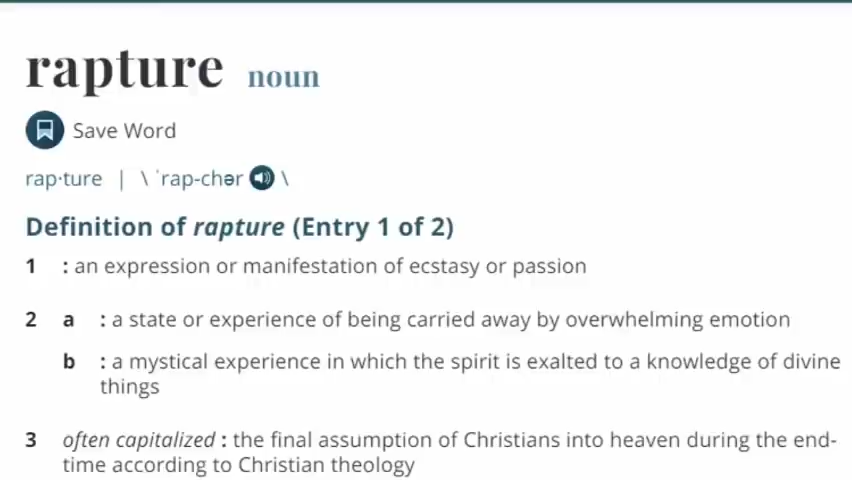 rapture noun
Save Word
rap·ture | \ ˈrap-chər \
Definition of rapture (Entry 1 of 2)
1 : an expression or manifestation of ecstasy or passion
2 a : a state or experience of being carried away by overwhelming emotion
b : a mystical experience in which the spirit is exalted to a knowledge of divine
things
3 often capitalized : the final assumption of Christians into heaven during the end-
time according to Christian theology